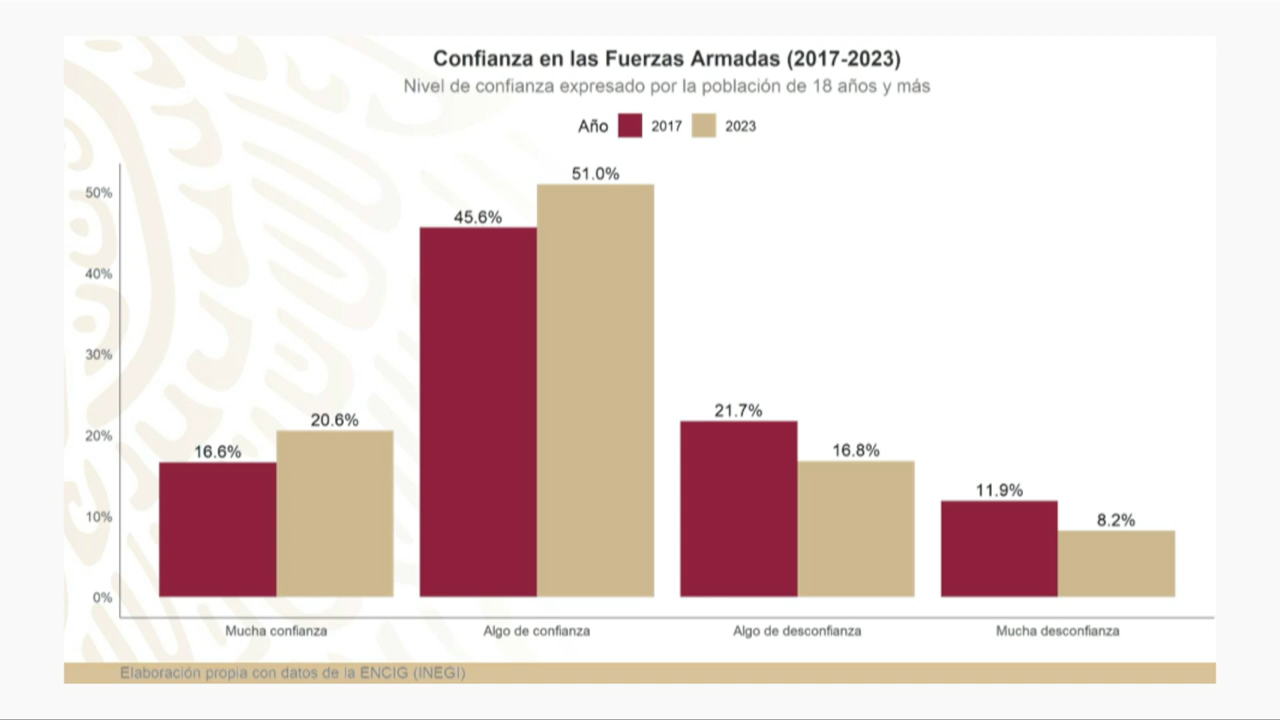 Confianza en las Fuerzas Armadas (2017-2023)
Nivel de confianza expresado por la población de 18 años y más
Año 2017 2023
51.0%
50%
45.6%
40%
30%
20.6%
21.7%
20%
16.6%
16.8%
11.9%
10%
8.2%
0%
Mucha confianza Algo de confianza Algo de desconfianza Mucha desconfianza
Elaboración propia con datos de la ENCIG (INEGI)